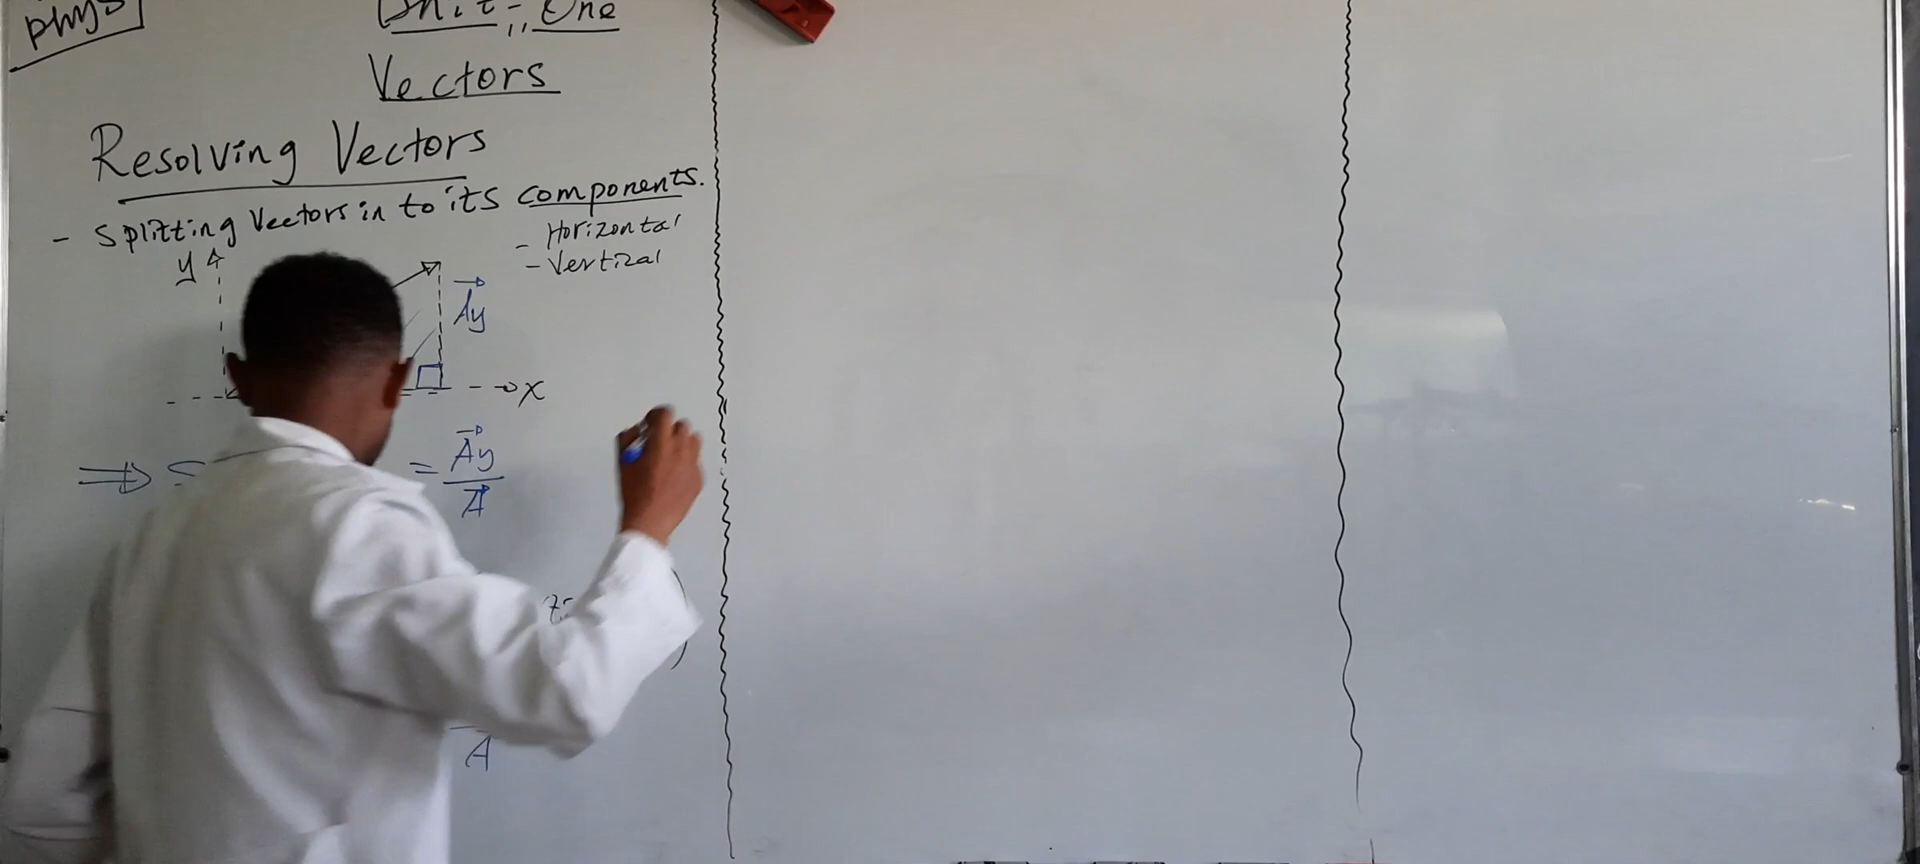 phys
Unit - One
Vectors
Resolving Vectors
- Splitting Vectors in to its components.
- Horizontal
- Vertical
y
Ay
x
⇒ S = Ay
A
A